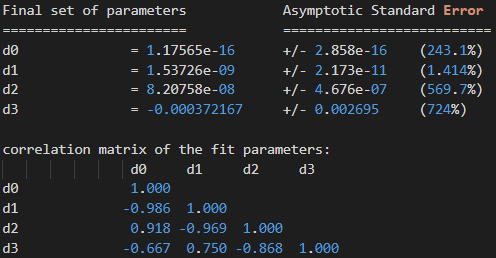 Final set of parameters            Asymptotic Standard Error
=======================            ==========================
d0              = 1.17565e-16      +/- 2.858e-16    (243.1%)
d1              = 1.53726e-09      +/- 2.173e-11    (1.414%)
d2              = 8.20758e-08      +/- 4.676e-07    (569.7%)
d3              = -0.000372167     +/- 0.002695     (724%)
correlation matrix of the fit parameters:
                d0     d1     d2     d3
d0              1.000
d1             -0.986  1.000
d2              0.918 -0.969  1.000
d3             -0.667  0.750 -0.868  1.000